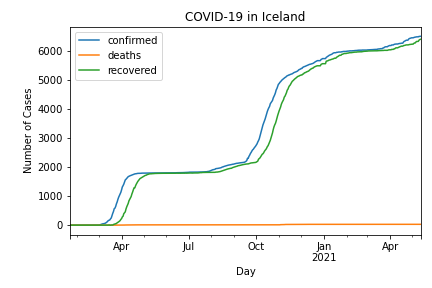 COVID-19 in Iceland
confirmed
deaths
recovered
Number of Cases
6000
5000
4000
3000
2000
1000
0
Apr
Jul
Oct
Jan
2021
Apr
Day